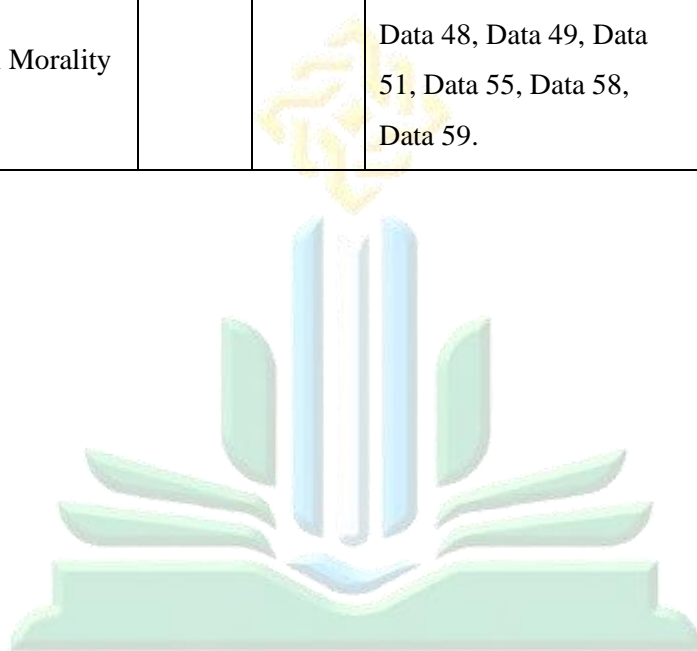 Morality
Data 48, Data 49, Data
51, Data 55, Data 58,
Data 59.